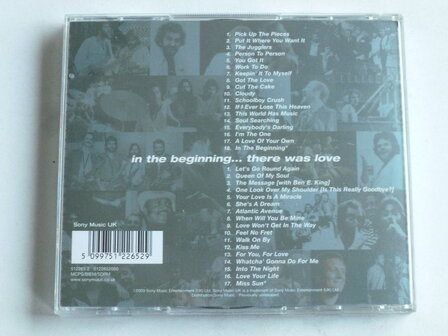 1. Pick Up The Pieces
2. Put It Where You Want It
3. The Jugglers
4. Person To Person
5. You Got It
6. Work To Do
7. Keepin' It To Myself
8. Got The Love
9. Cut The Cake
10. Cloudy
11. Schoolboy Crush
12. If I Ever Lose This Heaven
13. This World Has Music
14. Soul Searching
15. Everybody's Darling
16. I'm The One
17. A Love Of Your Own
18. In The Beginning*
in the beginning... there was love
1. Let's Go Round Again
2. Queen Of My Soul
3. The Message [with Ben E. King]
4. One Look Over My Shoulder [Is This Really Goodbye?]
5. Your Love Is A Miracle
6. She's A Dream
7. Atlantic Avenue
8. When Will You Be Mine
9. Love Won't Get In The Way
10. Feel No Fret
11. Walk On By
12. Kiss Me
13. For You, For Love
14. Whatcha' Gonna Do For Me
15. Into The Night
16. Love Your Life
17. Miss Sun*
Sony Music UK
5 099751 226529
MCPS/BIEM/SDRM
www.sonymusic.co.uk